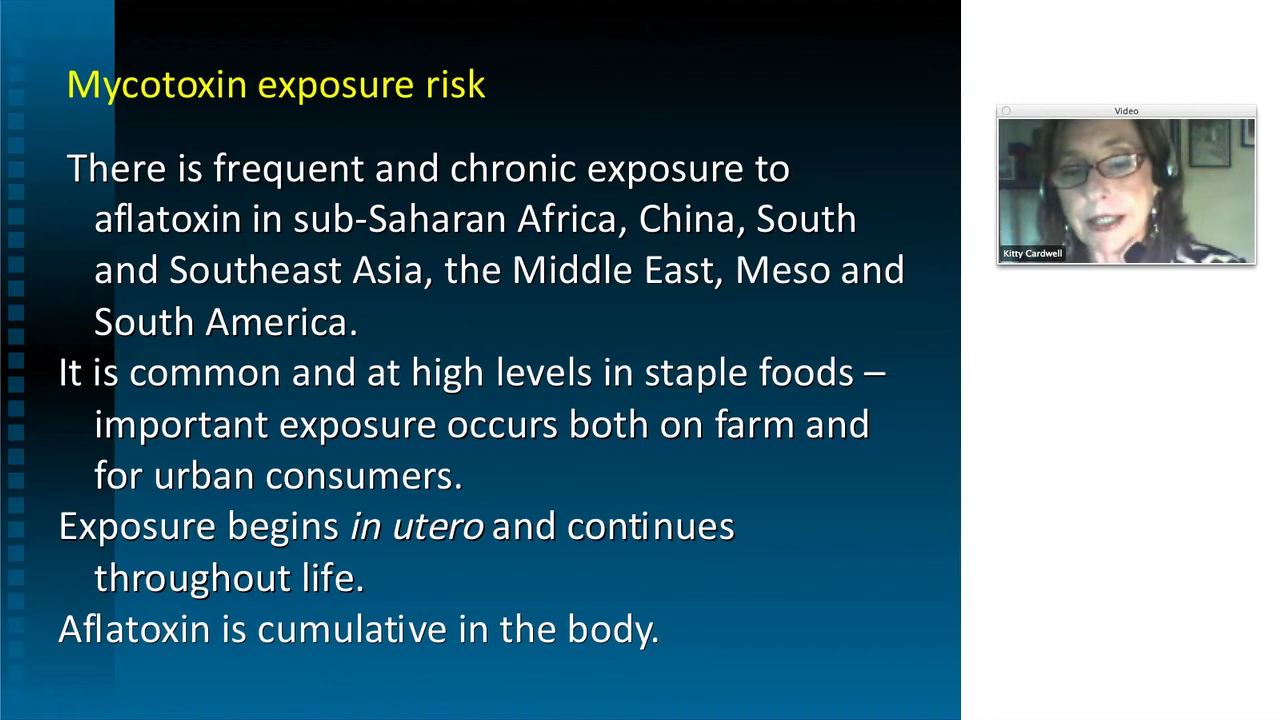 Mycotoxin exposure risk
There is frequent and chronic exposure to
aflatoxin in sub-Saharan Africa, China, South
and Southeast Asia, the Middle East, Meso and
South America.
It is common and at high levels in staple foods –
important exposure occurs both on farm and
for urban consumers.
Exposure begins in utero and continues
throughout life.
Aflatoxin is cumulative in the body.
Video
Kitty Cardwell